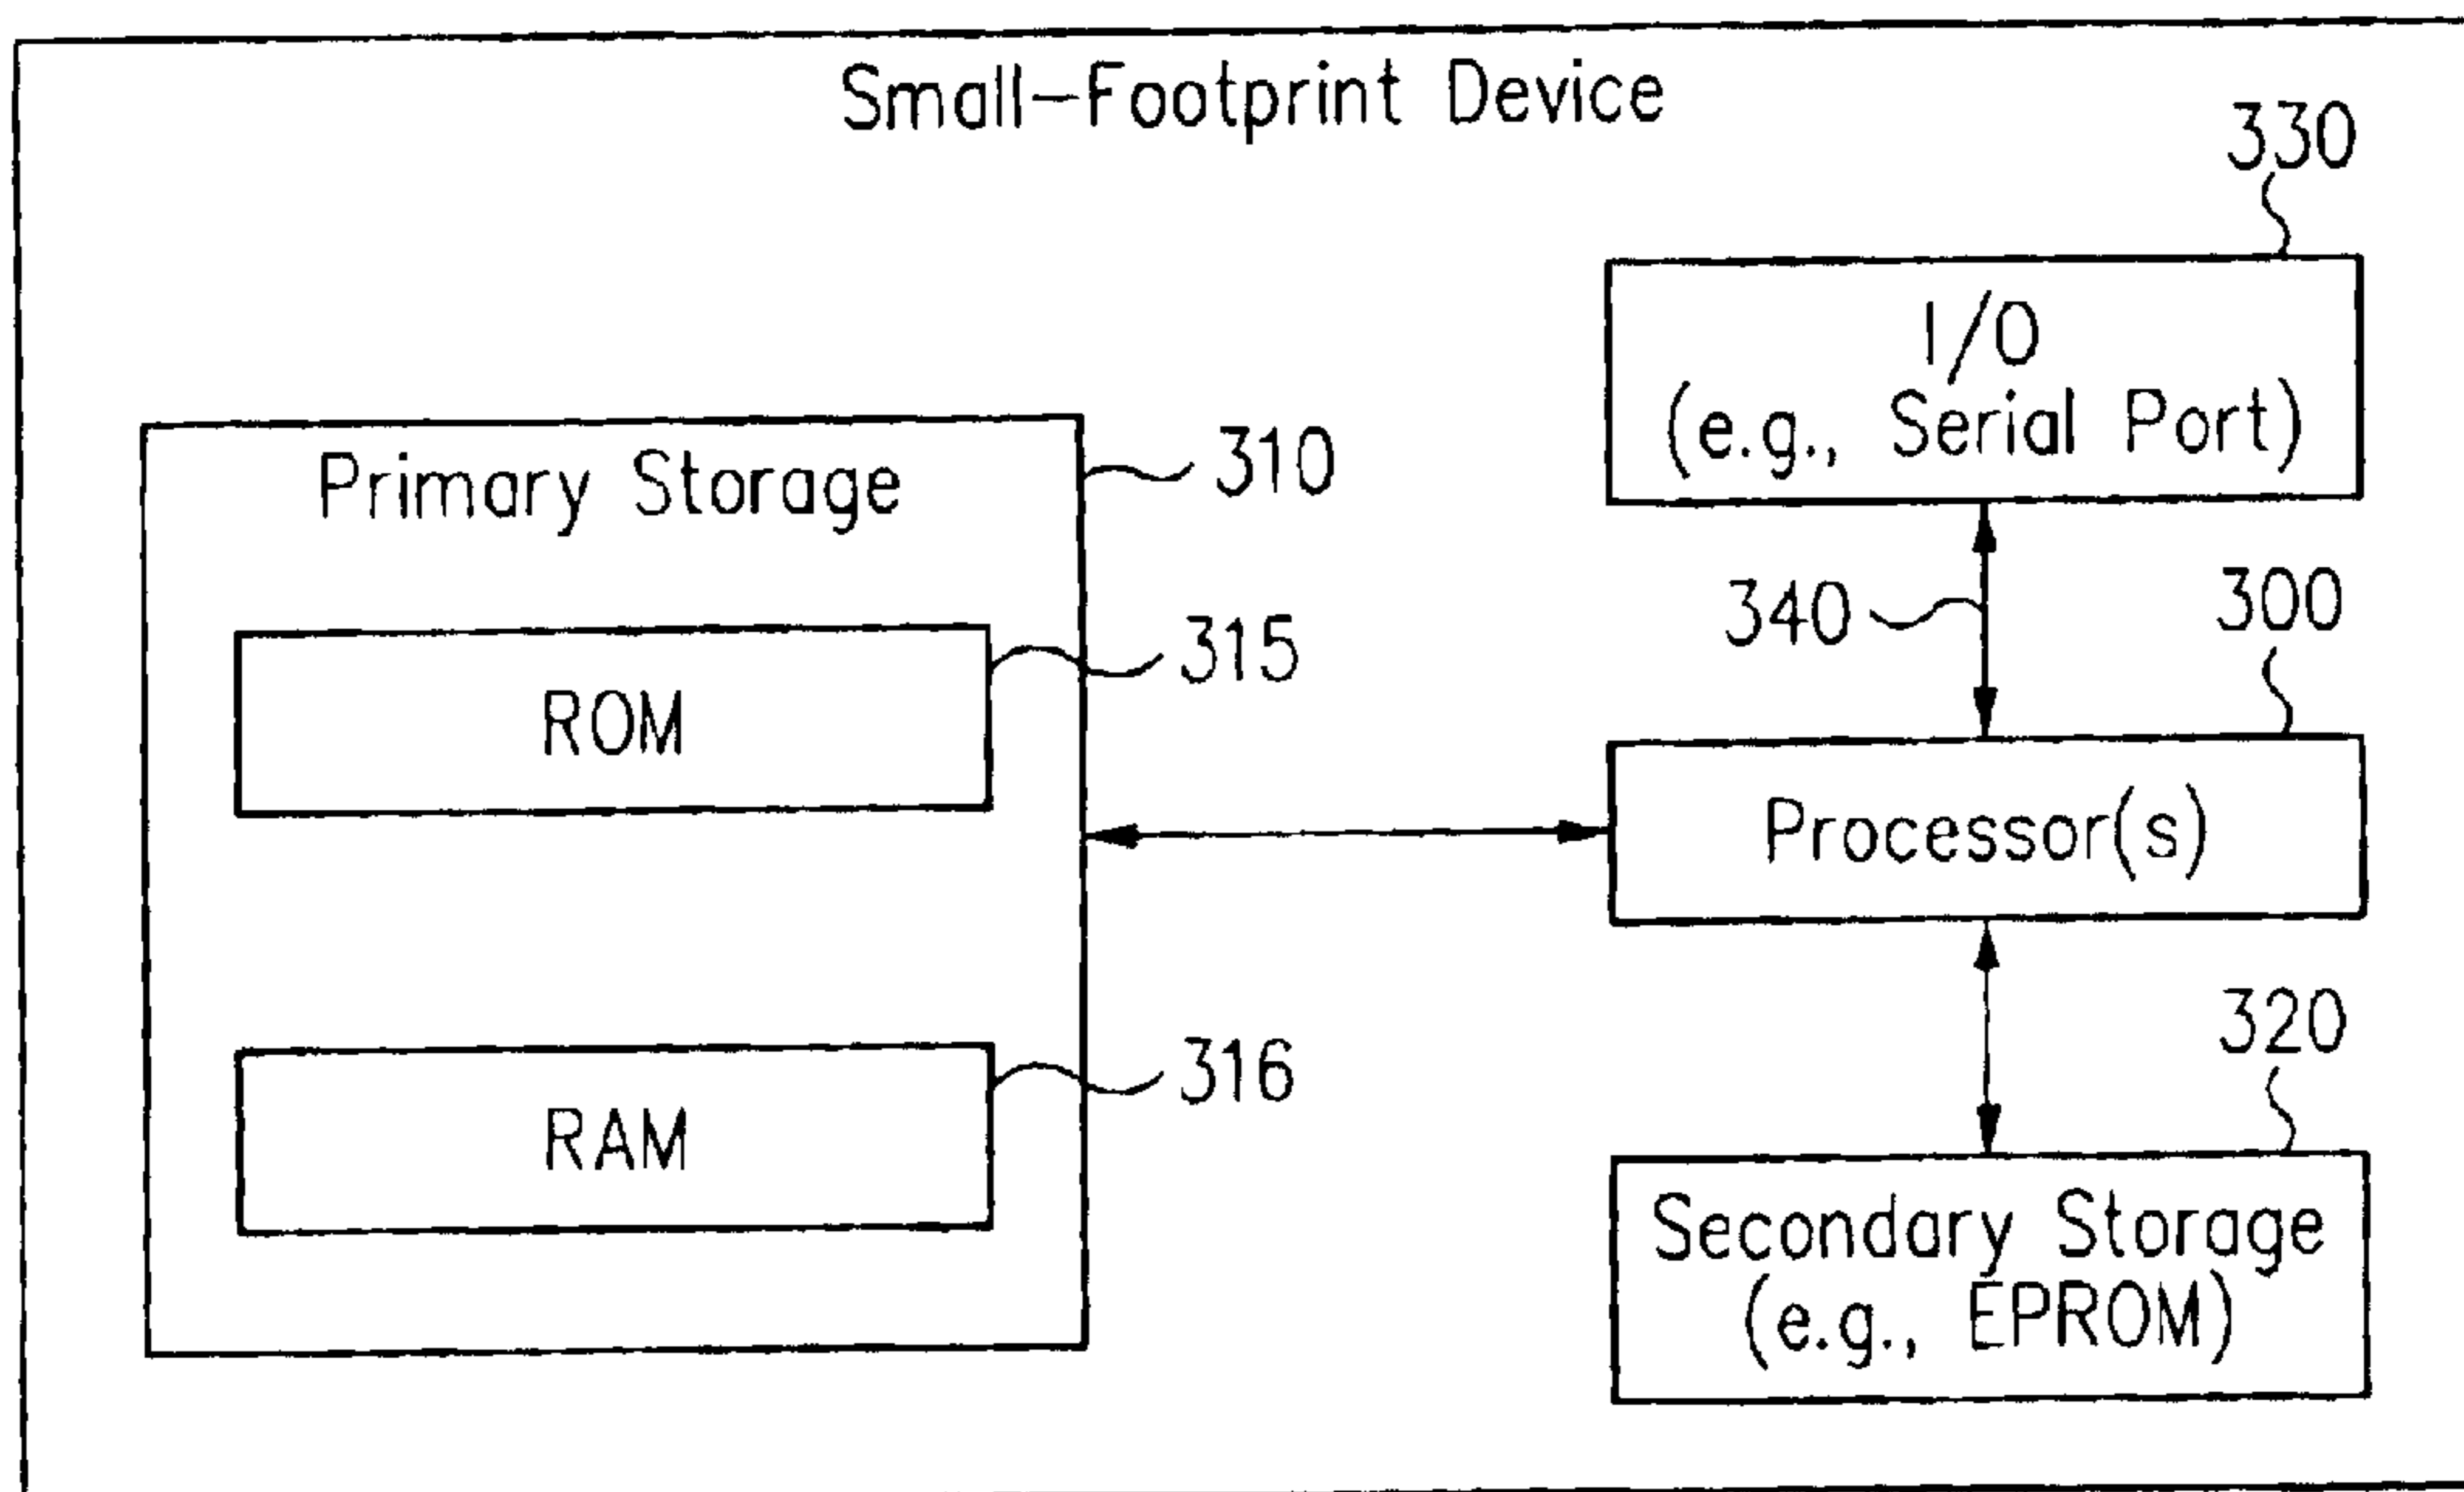 Small-Footprint Device
330
I/O
(e.g., Serial Port)
Primary Storage
310
340
300
315
ROM
Processor(s)
320
316
RAM
Secondary Storage
(e.g., EPROM)